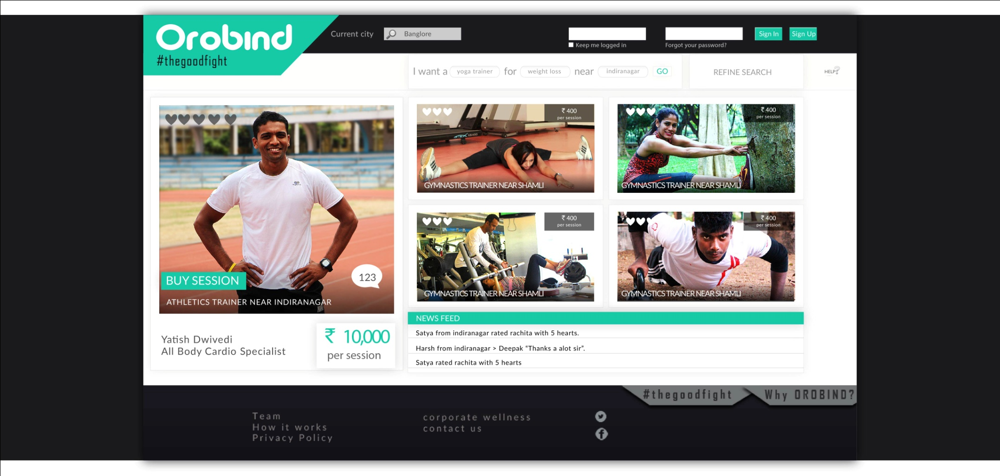 Orobind
#thegoodfight
Current city
Banglore
Keep me logged in
Forgot your password?
Sign In
Sign Up
I want a yoga trainer for weight loss near indiranagar GO
REFINE SEARCH
HELP?
BUY SESSION
123
ATHLETICS TRAINER NEAR INDIRANAGAR
Yatish Dwivedi
All Body Cardio Specialist
₹ 10,000
per session
₹ 400
per session
GYMNASTICS TRAINER NEAR SHAMLI
₹ 400
per session
GYMNASTICS TRAINER NEAR SHAMLI
₹ 400
per session
GYMNASTICS TRAINER NEAR SHAMLI
₹ 400
per session
GYMNASTICS TRAINER NEAR SHAMLI
NEWS FEED
Satya from indiranagar rated rachita with 5 hearts.
Harsh from indiranagar > Deepak “Thanks a alot sir”.
Satya rated rachita with 5 hearts
#thegoodfight
Why OROBIND?
Team
How it works
Privacy Policy
corporate wellness
contact us